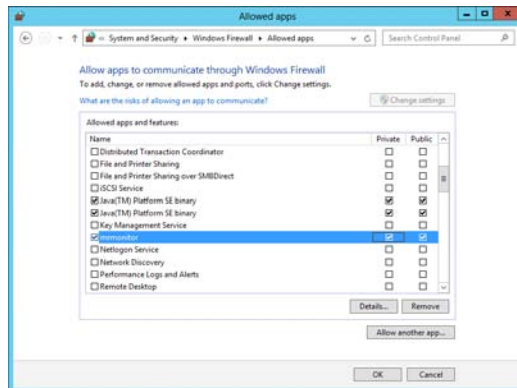 Allowed apps
System and Security Windows Firewall Allowed apps
Search Control Panel
Allow apps to communicate through Windows Firewall
To add, change, or remove allowed apps and ports, click Change settings.
What are the risks of allowing an app to communicate?
Change settings
Allowed apps and features:
Name Private Public
Distributed Transaction Coordinator
File and Printer Sharing
File and Printer Sharing over SMBDirect
iSCSI Service
Java(TM) Platform SE binary
Java(TM) Platform SE binary
Key Management Service
mrmonitor
Netlogon Service
Network Discovery
Performance Logs and Alerts
Remote Desktop
Details... Remove
Allow another app...
OK Cancel